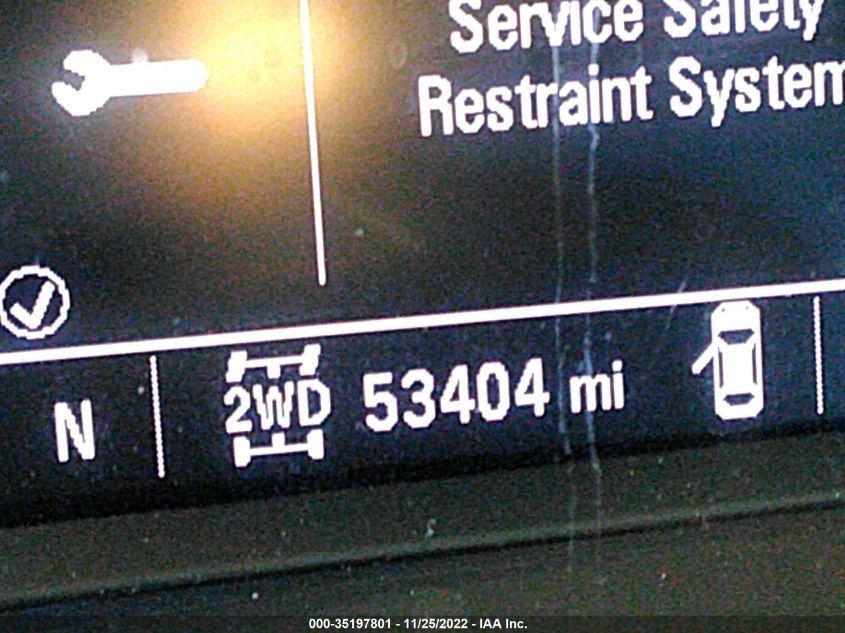 Service Safety
Restraint System
N
2WD
53404 mi
000-35197801 - 11/25/2022 - IAA Inc.